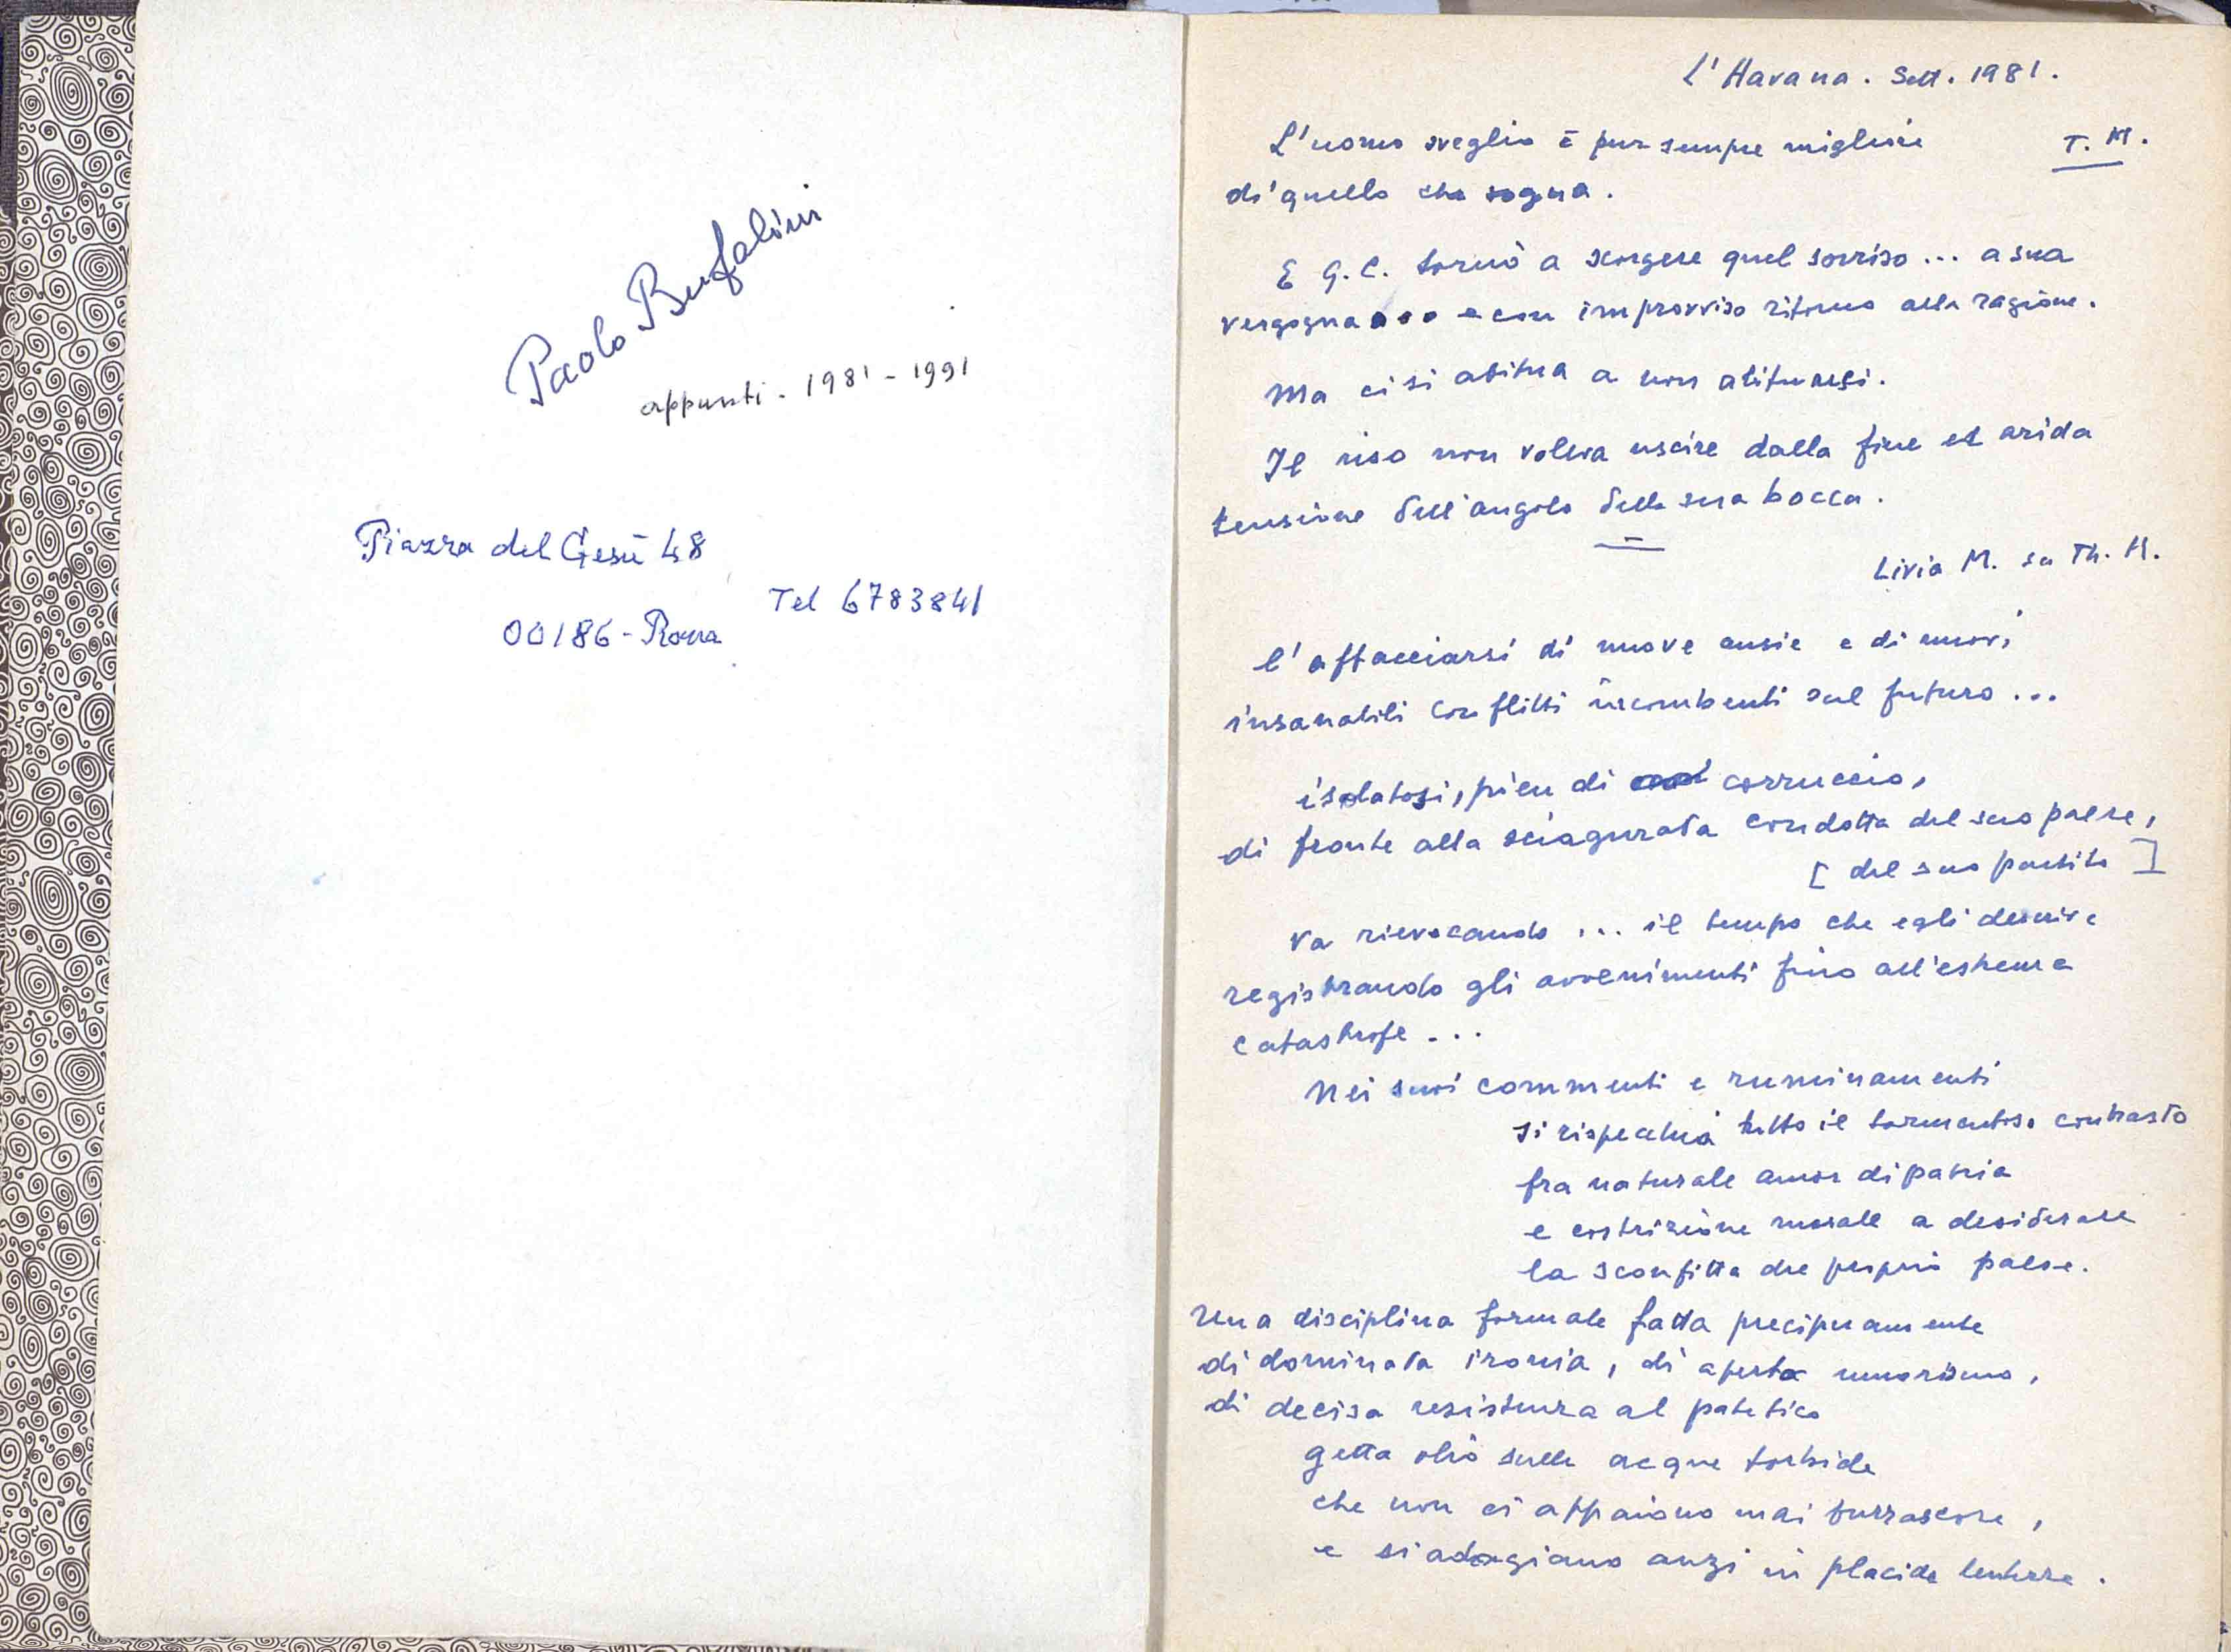 Paolo Bufalini
appunti - 1981 - 1991
Piazza del Gesù 48
Tel 6783841
00186 - Roma
L'Havana. Sett. 1981.
T. M.
L'uomo sveglio è pur sempre migliore
di quello che sogna.
E G. C. tornò a scorgere quel sorriso ... a sua
vergogna ... e con improvviso ritorno alla ragione.
Ma ci si abitua a non abituarsi.
Il riso non voleva uscire dalla fine ed arida
tensione dell'angolo della sua bocca.
Livia M. su Th. M.
l'affacciarsi di nuove ansie e di nuovi
insanabili conflitti incombenti sul futuro ...
isolatosi, pien di corruccio,
di fronte alla sciagurata condotta del suo paese,
[ del suo partito ]
va rievocando ... il tempo che egli descrive
registrando gli avvenimenti fino all'estrema
catastrofe ...
Nei suoi commenti e ruminamenti
si rispecchia tutto il tormentoso contrasto
fra naturale amor di patria
e costrizione morale a desiderare
la sconfitta del proprio paese.
una disciplina formale fatta precipuamente
di dominata ironia, di aperto umorismo,
di decisa resistenza al patetico
getta olio sulle acque torbide
che non ci appaiono mai burrascose,
e si adagiano anzi in placide lentezze.